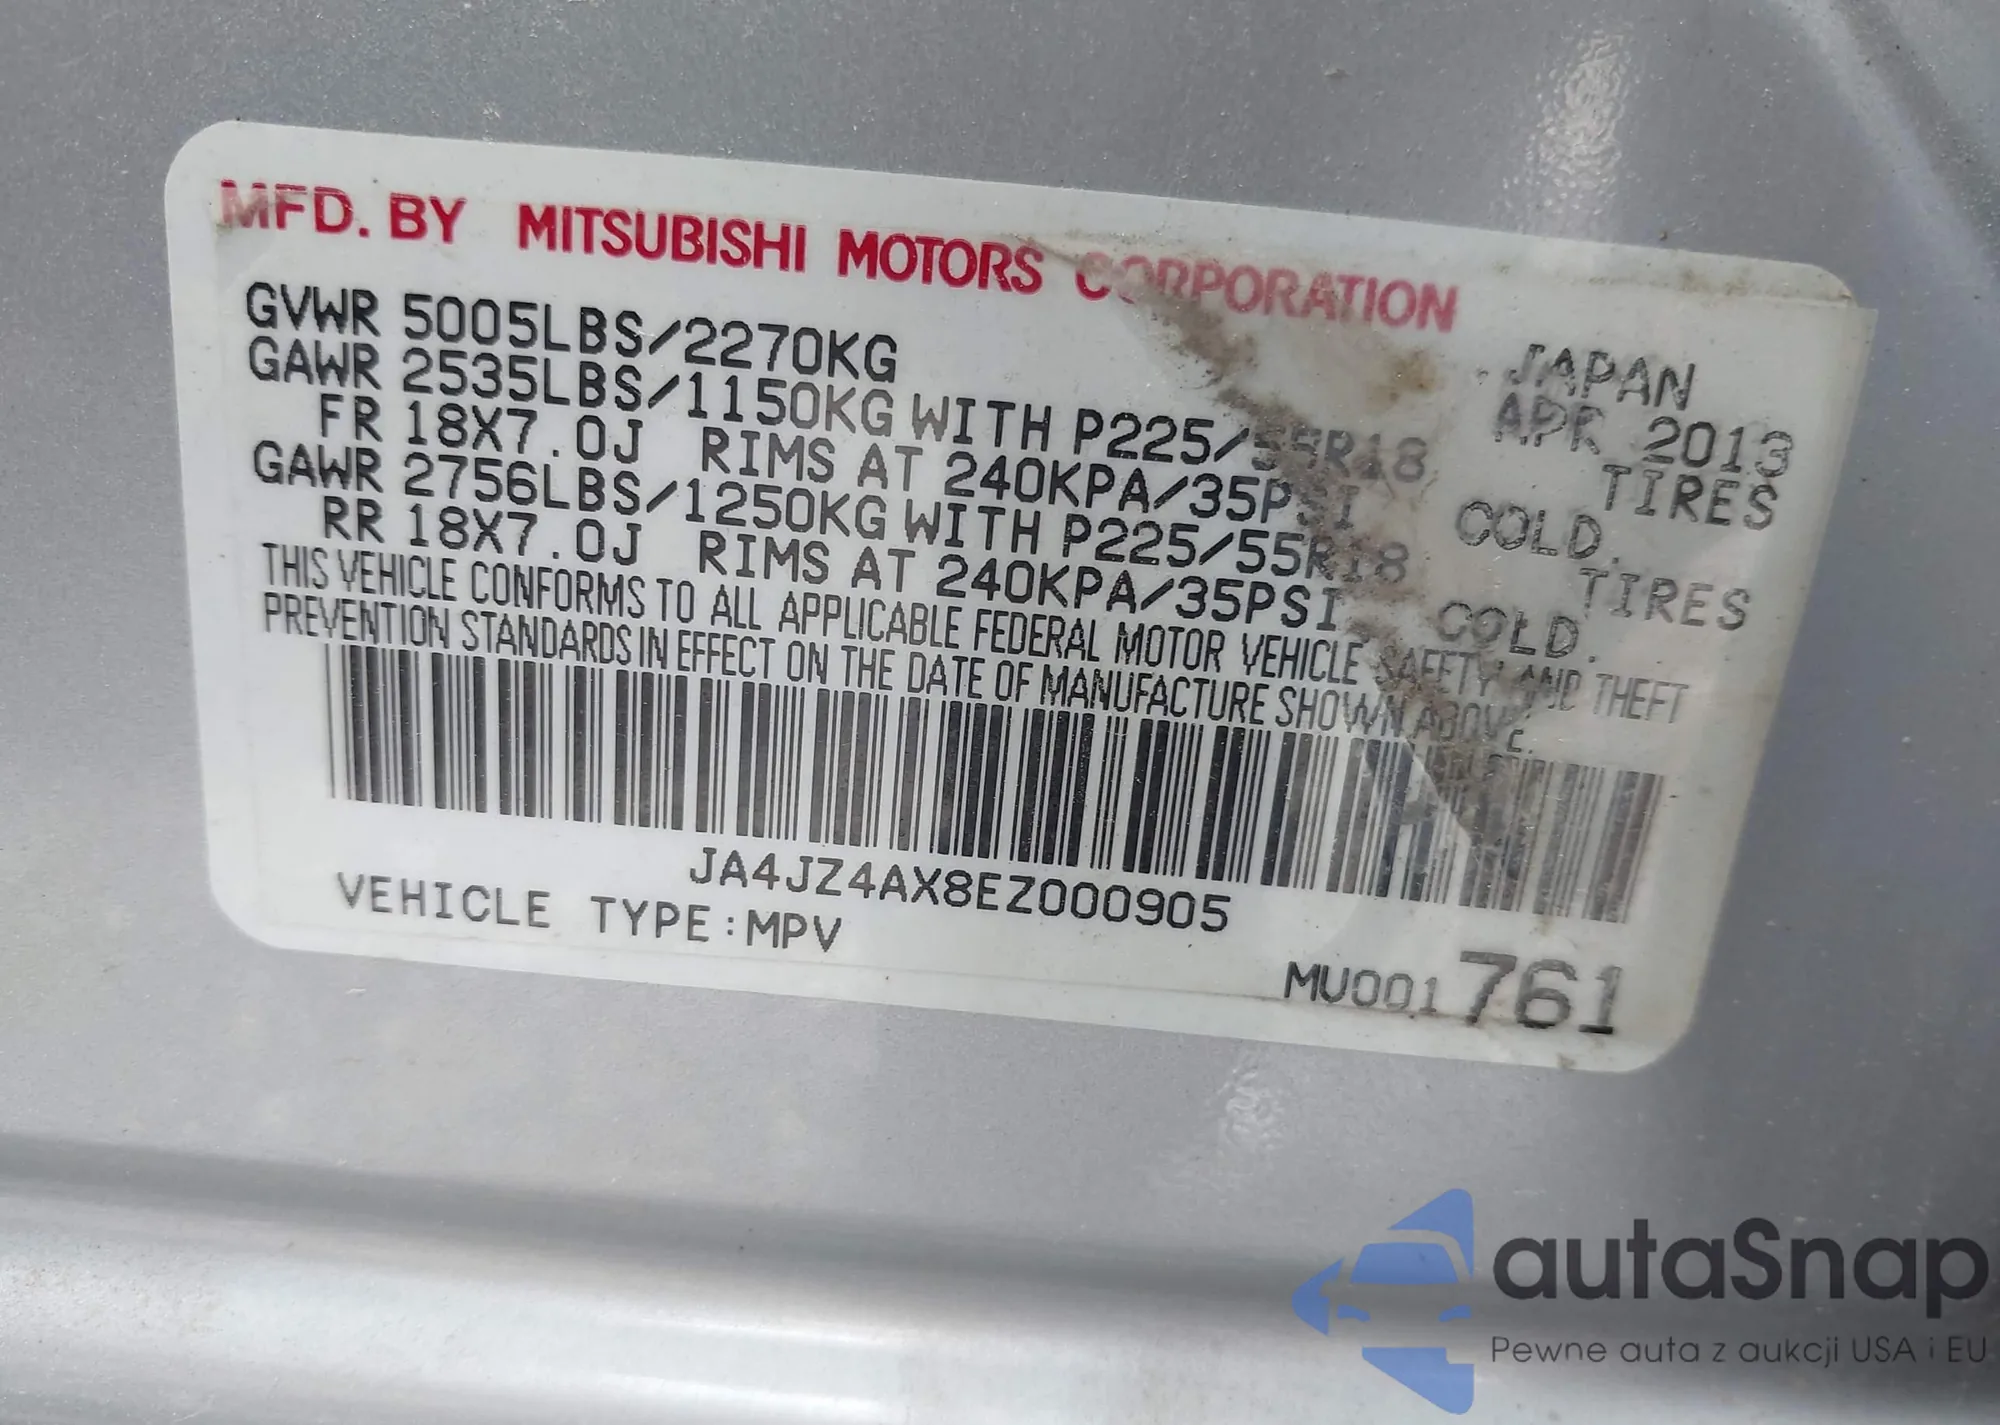 MFD. BY MITSUBISHI MOTORS CORPORATION
JAPAN
GVWR 5005LBS/2270KG APR 2013
GAWR 2535LBS/1150KG WITH P225/55R18 TIRES
FR 18X7.0J RIMS AT 240KPA/35PSI COLD.
GAWR 2756LBS/1250KG WITH P225/55R18 TIRES
RR 18X7.0J RIMS AT 240KPA/35PSI COLD.
THIS VEHICLE CONFORMS TO ALL APPLICABLE FEDERAL MOTOR VEHICLE SAFETY AND THEFT
PREVENTION STANDARDS IN EFFECT ON THE DATE OF MANUFACTURE SHOWN ABOVE.
JA4JZ4AX8EZ000905
VEHICLE TYPE:MPV
MU001761
autaSnap
Pewne auta z aukcji USA i EU